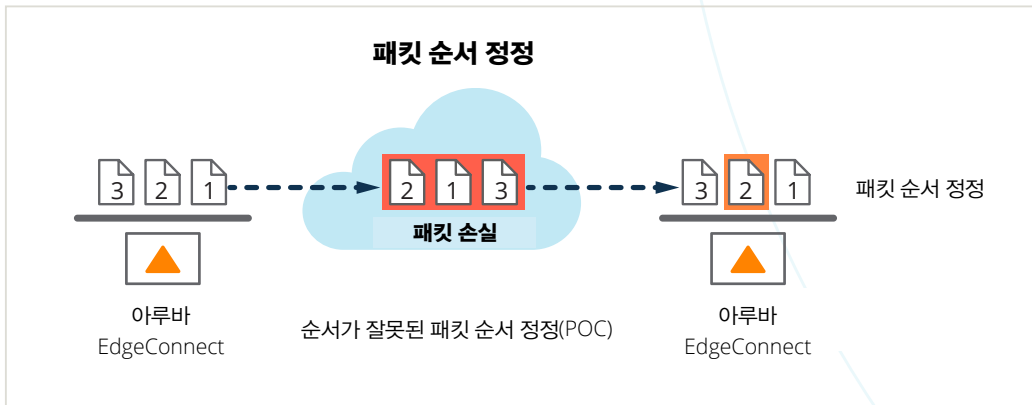 패킷 순서 정정
3 2 1
2 1 3
3 2 1
패킷 순서 정정
패킷 손실
아루바
EdgeConnect
순서가 잘못된 패킷 순서 정정(POC)
아루바
EdgeConnect